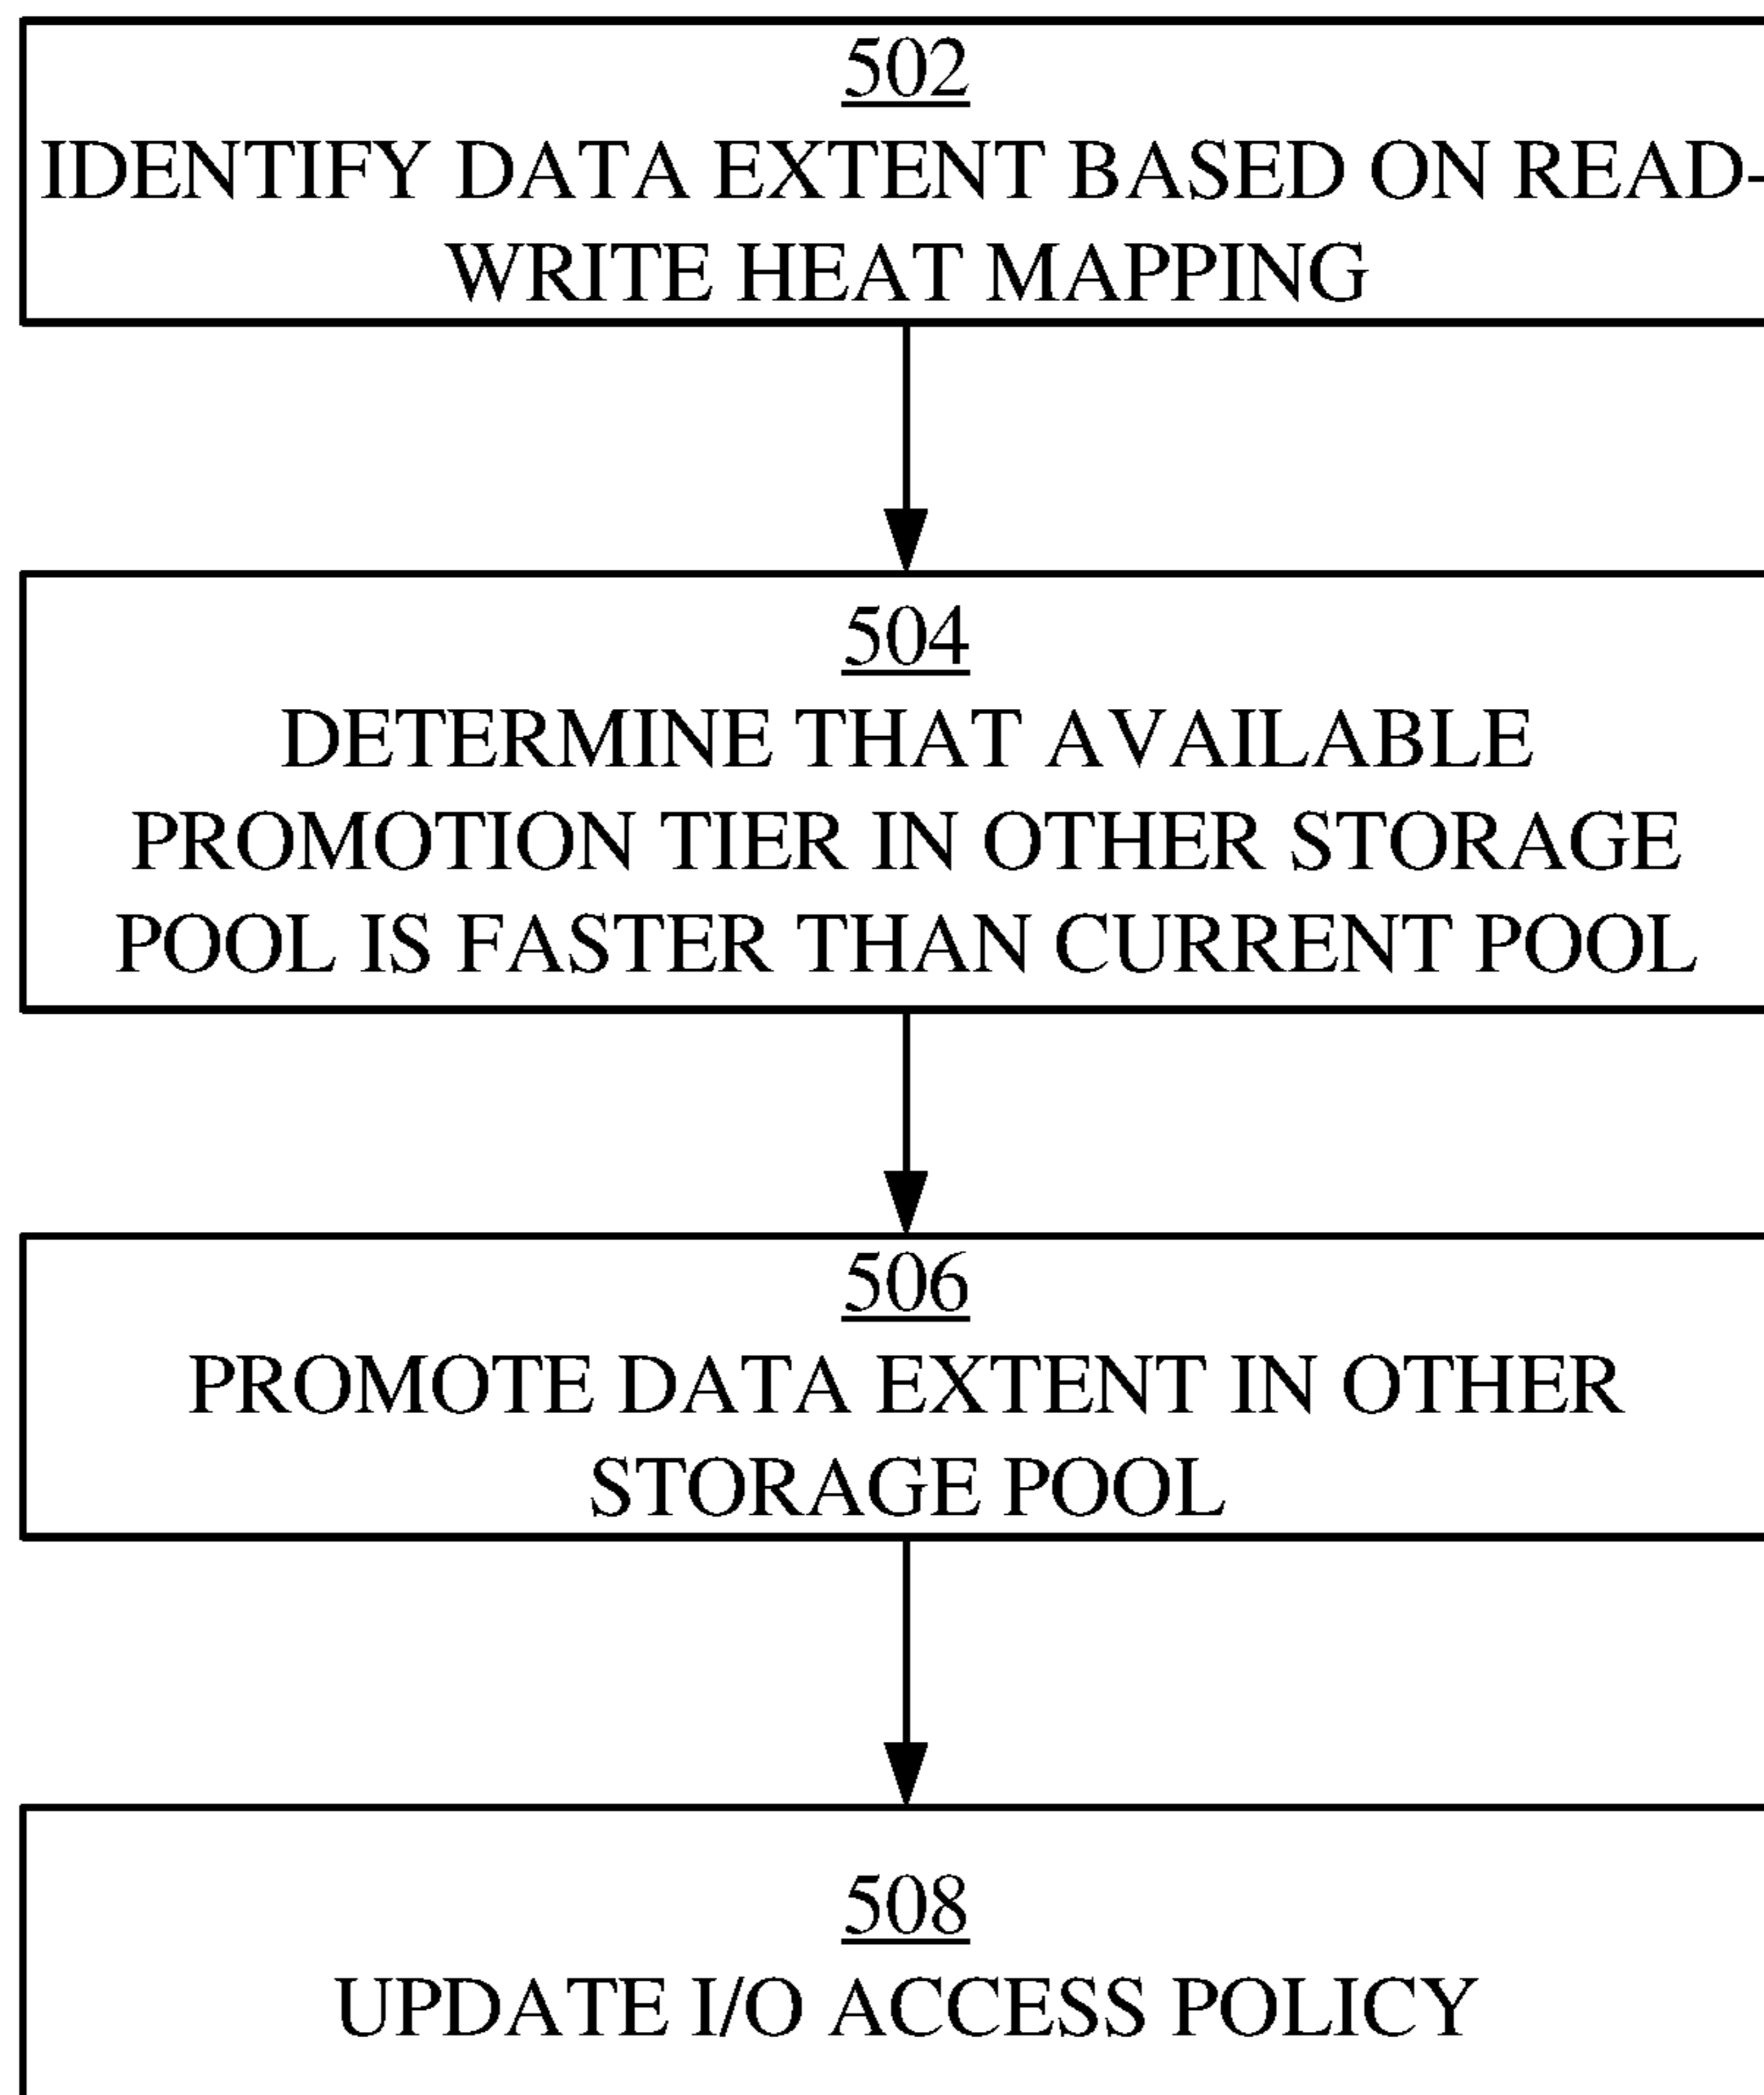 502
IDENTIFY DATA EXTENT BASED ON READ-
WRITE HEAT MAPPING
504
DETERMINE THAT AVAILABLE
PROMOTION TIER IN OTHER STORAGE
POOL IS FASTER THAN CURRENT POOL
506
PROMOTE DATA EXTENT IN OTHER
STORAGE POOL
508
UPDATE I/O ACCESS POLICY